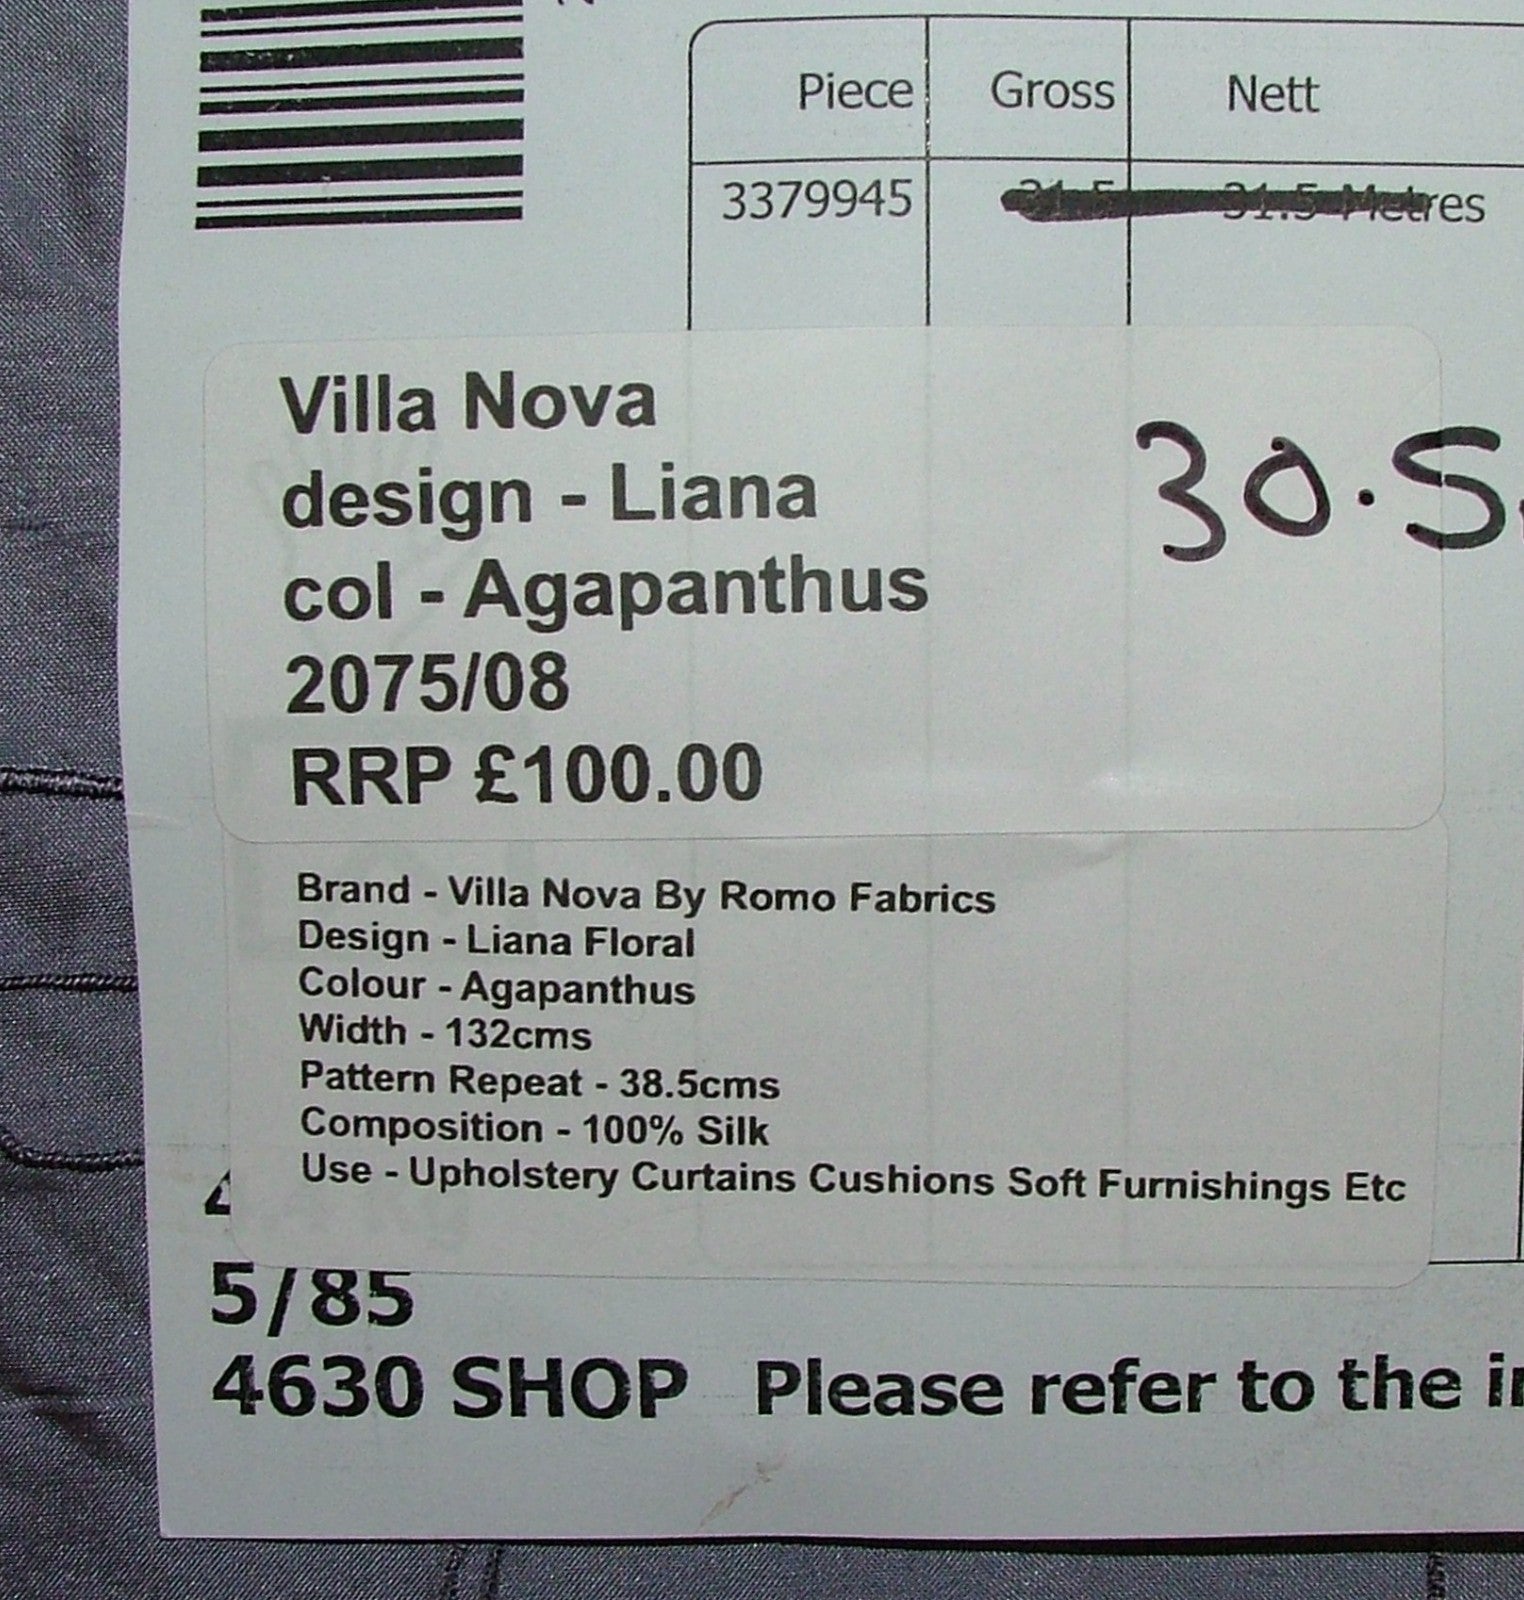 Piece Gross Nett
3379945 31.5 31.5 Metres
Villa Nova
design - Liana
col - Agapanthus
2075/08
RRP £100.00
30.5
Brand - Villa Nova By Romo Fabrics
Design - Liana Floral
Colour - Agapanthus
Width - 132cms
Pattern Repeat - 38.5cms
Composition - 100% Silk
Use - Upholstery Curtains Cushions Soft Furnishings Etc
5/85
4630 SHOP Please refer to the